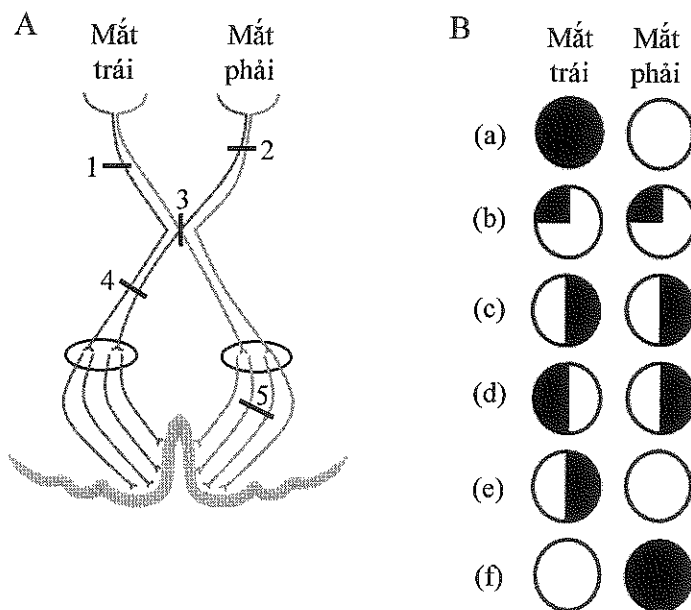 A
Mắt
trái
Mắt
phải
1
2
3
4
5
B
Mắt
trái
Mắt
phải
(a)
(b)
(c)
(d)
(e)
(f)